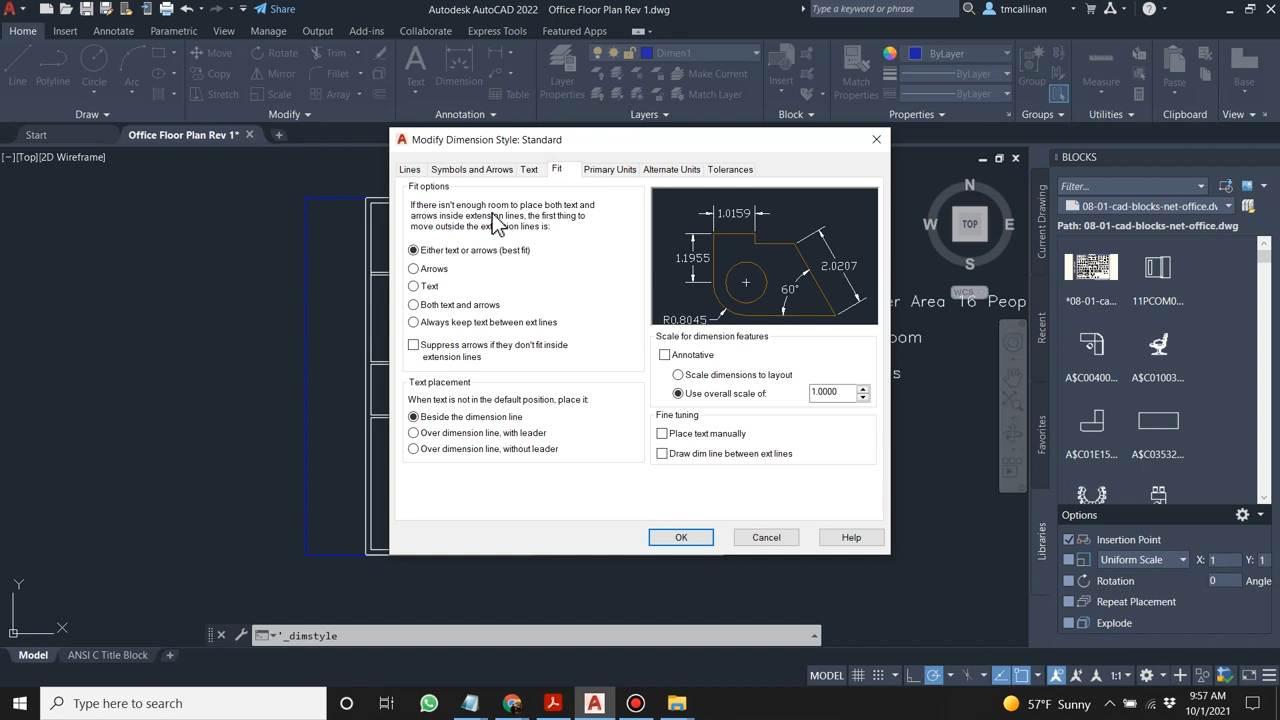 Share
Autodesk AutoCAD 2022 Office Floor Plan Rev 1.dwg
Type a keyword or phrase
tmcallinan
Home Insert Annotate Parametric View Manage Output Add-ins Collaborate Express Tools Featured Apps
Move Rotate Trim
Copy Mirror Fillet
Stretch Scale Array
Line Polyline Circle Arc
Text Dimension Table
Layer Properties
Dimen1
Make Current
Match Layer
Insert
Match Properties
ByLayer
ByLayer
ByLayer
Group
Measure
Paste
Base
Draw Modify Annotation Layers Block Properties Groups Utilities Clipboard View
Start Office Floor Plan Rev 1*
[−][Top][2D Wireframe]
Modify Dimension Style: Standard
Lines Symbols and Arrows Text Fit Primary Units Alternate Units Tolerances
Fit options
If there isn't enough room to place both text and
arrows inside extension lines, the first thing to
move outside the extension lines is:
Either text or arrows (best fit)
Arrows
Text
Both text and arrows
Always keep text between ext lines
Suppress arrows if they don't fit inside
extension lines
Text placement
When text is not in the default position, place it:
Beside the dimension line
Over dimension line, with leader
Over dimension line, without leader
1.0159
1.1955
2.0207
60°
R0.8045
Scale for dimension features
Annotative
Scale dimensions to layout
Use overall scale of: 1.0000
Fine tuning
Place text manually
Draw dim line between ext lines
OK Cancel Help
N
W TOP E
S
WCS
er Area 16 Peop
oom
s
BLOCKS
Filter...
08-01-cad-blocks-net-office.dw
Path: 08-01-cad-blocks-net-office.dwg
*08-01-ca... 11PCOM0...
A$C00400... A$C01003...
A$C01E15... A$C03532...
Current Drawing
Recent
Favorites
Libraries
Options
Insertion Point
Uniform Scale X: 1 Y: 1
Rotation 0 Angle
Repeat Placement
Explode
Y
X
'_dimstyle
Model ANSI C Title Block
MODEL 1:1
Type here to search
57°F Sunny
9:57 AM
10/1/2021